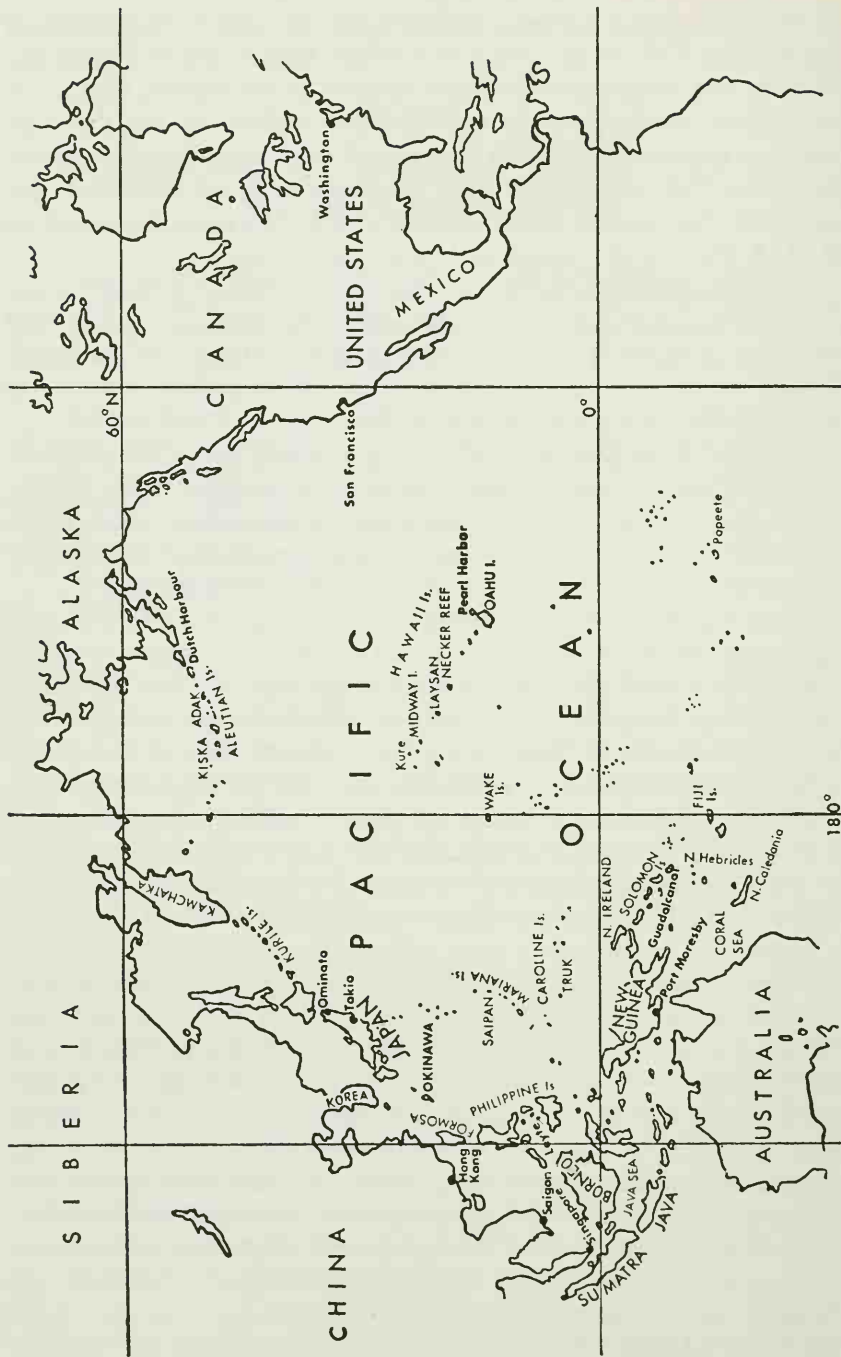 SIBERIA
ALASKA
CANADA
60°N
CHINA
KAMCHATKA
KURILE Is.
KISKA ADAK
ALEUTIAN Is.
Dutch Harbour
UNITED STATES
Washington
San Francisco
MEXICO
KOREA
JAPAN
Ominato
Tokio
PACIFIC
OKINAWA
FORMOSA
Hong
Kong
Kure
MIDWAY I.
HAWAII Is.
LAYSAN
NECKER REEF
Pearl Harbor
OAHU I.
WAKE
Is.
SAIPAN
MARIANA Is.
CAROLINE Is.
TRUK
PHILIPPINE Is
Leyte
Saigon
Singapore
BORNEO
SUMATRA
JAVA SEA
JAVA
OCEAN
0°
NEW
GUINEA
N. IRELAND
SOLOMON Is
Guadalcanal
Port Moresby
CORAL
SEA
N Hebricles
N. Caledonia
FIJI
Is.
Papeete
AUSTRALIA
180°